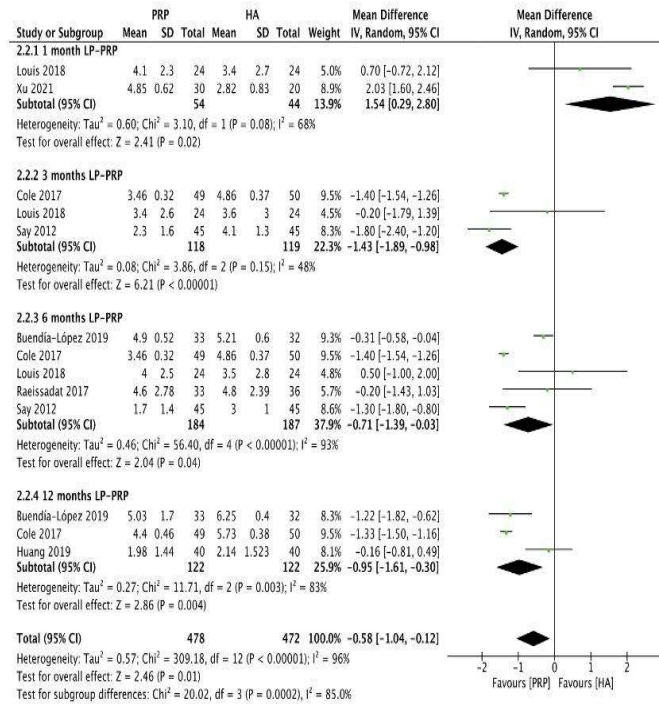 PRP HA Mean Difference Mean Difference
Study or Subgroup Mean SD Total Mean SD Total Weight IV, Random, 95% CI IV, Random, 95% CI
2.2.1 1 month LP-PRP
Louis 2018 4.1 2.3 24 3.4 2.7 24 5.0% 0.70 [−0.72, 2.12]
Xu 2021 4.85 0.62 30 2.82 0.83 20 8.9% 2.03 [1.60, 2.46]
Subtotal (95% CI) 54 44 13.9% 1.54 [0.29, 2.80]
Heterogeneity: Tau² = 0.60; Chi² = 3.10, df = 1 (P = 0.08); I² = 68%
Test for overall effect: Z = 2.41 (P = 0.02)
2.2.2 3 months LP-PRP
Cole 2017 3.46 0.32 49 4.86 0.37 50 9.6% −1.40 [−1.54, −1.26]
Louis 2018 3.4 2.6 24 3.6 3 24 4.4% −0.20 [−1.79, 1.39]
Say 2012 2.3 1.6 45 4.1 1.3 45 8.3% −1.80 [−2.40, −1.20]
Subtotal (95% CI) 118 119 22.3% −1.43 [−1.89, −0.98]
Heterogeneity: Tau² = 0.08; Chi² = 3.86, df = 2 (P = 0.15); I² = 48%
Test for overall effect: Z = 6.21 (P < 0.00001)
2.2.3 6 months LP-PRP
Buendía-López 2019 4.9 0.52 33 5.21 0.6 32 9.3% −0.31 [−0.58, −0.04]
Cole 2017 3.46 0.32 49 4.86 0.37 50 9.6% −1.40 [−1.54, −1.26]
Louis 2018 4 2.5 24 3.5 2.8 24 4.7% 0.50 [−1.00, 2.00]
Raeissadat 2017 4.6 2.78 33 4.8 2.39 36 5.7% −0.20 [−1.43, 1.03]
Say 2012 1.7 1.4 45 3 1 45 8.6% −1.30 [−1.80, −0.80]
Subtotal (95% CI) 184 187 37.9% −0.71 [−1.39, −0.03]
Heterogeneity: Tau² = 0.46; Chi² = 56.40, df = 4 (P < 0.00001); I² = 93%
Test for overall effect: Z = 2.04 (P = 0.04)
2.2.4 12 months LP-PRP
Buendía-López 2019 5.03 1.7 33 6.25 0.4 32 8.3% −1.22 [−1.82, −0.62]
Cole 2017 4.4 0.46 49 5.73 0.38 50 9.5% −1.33 [−1.50, −1.16]
Huang 2019 1.98 1.44 40 2.14 1.523 40 8.1% −0.16 [−0.81, 0.49]
Subtotal (95% CI) 122 122 25.9% −0.95 [−1.61, −0.30]
Heterogeneity: Tau² = 0.27; Chi² = 11.71, df = 2 (P = 0.003); I² = 83%
Test for overall effect: Z = 2.86 (P = 0.004)
Total (95% CI) 478 472 100.0% −0.58 [−1.04, −0.12]
Heterogeneity: Tau² = 0.57; Chi² = 309.18, df = 12 (P < 0.00001); I² = 96%
−2 −1 0 1 2
Test for overall effect: Z = 2.46 (P = 0.01)
Favours [PRP] Favours [HA]
Test for subgroup differences: Chi² = 20.02, df = 3 (P = 0.0002), I² = 85.0%